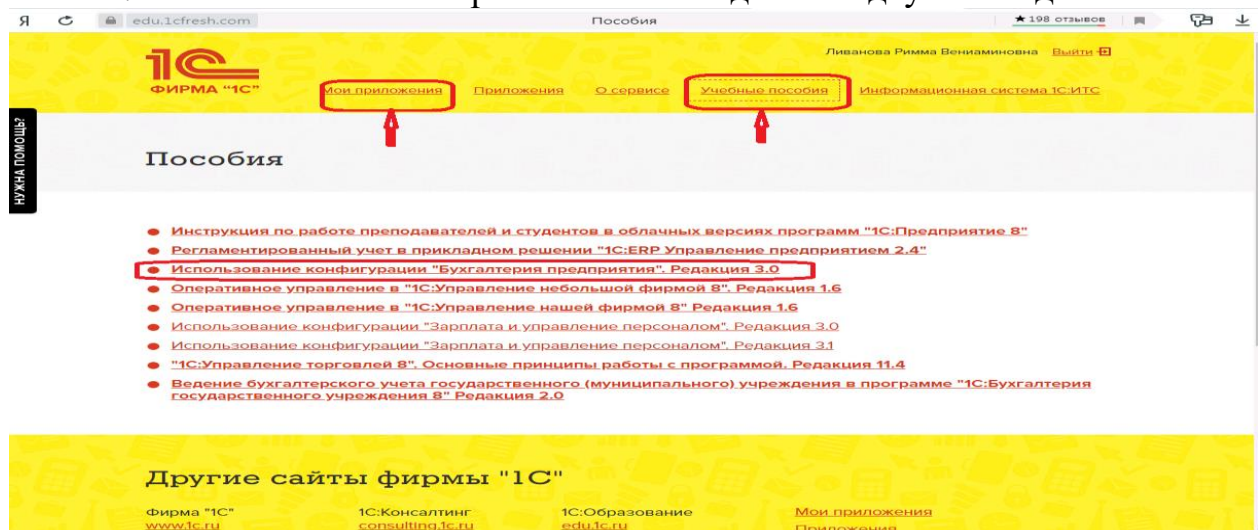 Я edu.1cfresh.com Пособия ★ 198 отзывов
Ливанова Римма Вениаминовна Выйти
1С
ФИРМА "1С"
Мои приложения Приложения О сервисе Учебные пособия Информационная система 1С:ИТС
НУЖНА ПОМОЩЬ?
Пособия
Инструкция по работе преподавателей и студентов в облачных версиях программ "1С:Предприятие 8"
Регламентированный учет в прикладном решении "1С:ERP Управление предприятием 2.4"
Использование конфигурации "Бухгалтерия предприятия". Редакция 3.0
Оперативное управление в "1С:Управление небольшой фирмой 8". Редакция 1.6
Оперативное управление в "1С:Управление нашей фирмой 8" Редакция 1.6
Использование конфигурации "Зарплата и управление персоналом". Редакция 3.0
Использование конфигурации "Зарплата и управление персоналом". Редакция 3.1
"1С:Управление торговлей 8". Основные принципы работы с программой. Редакция 11.4
Ведение бухгалтерского учета государственного (муниципального) учреждения в программе "1С:Бухгалтерия
государственного учреждения 8" Редакция 2.0
Другие сайты фирмы "1С"
Фирма "1С" 1С:Консалтинг 1С:Образование Мои приложения
www.1c.ru consulting.1c.ru edu.1c.ru Приложения